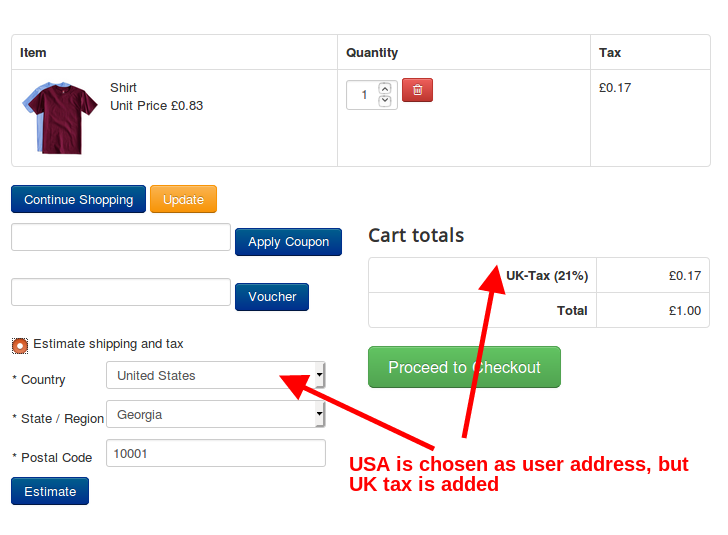 Item Quantity Tax
Shirt £0.17
Unit Price £0.83
1
Continue Shopping Update
Apply Coupon
Cart totals
UK-Tax (21%) £0.17
Voucher
Total £1.00
Estimate shipping and tax
Proceed to Checkout
* Country United States
* State / Region Georgia
* Postal Code 10001
USA is chosen as user address, but
UK tax is added
Estimate